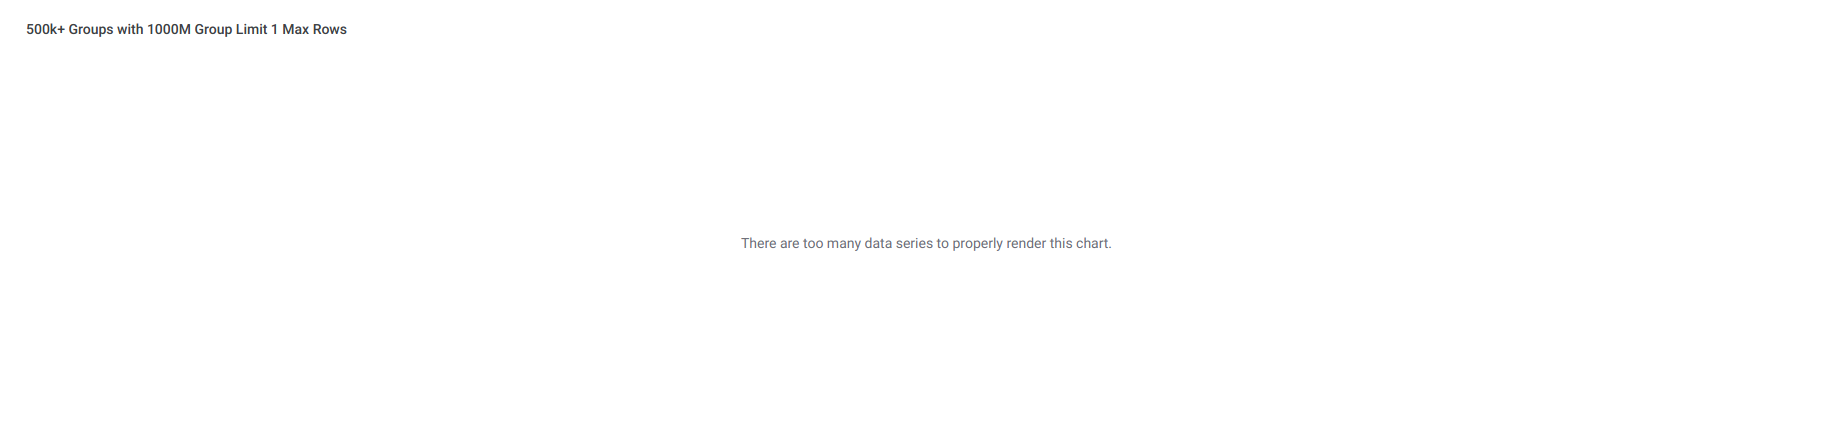 500k+ Groups with 1000M Group Limit 1 Max Rows
There are too many data series to properly render this chart.